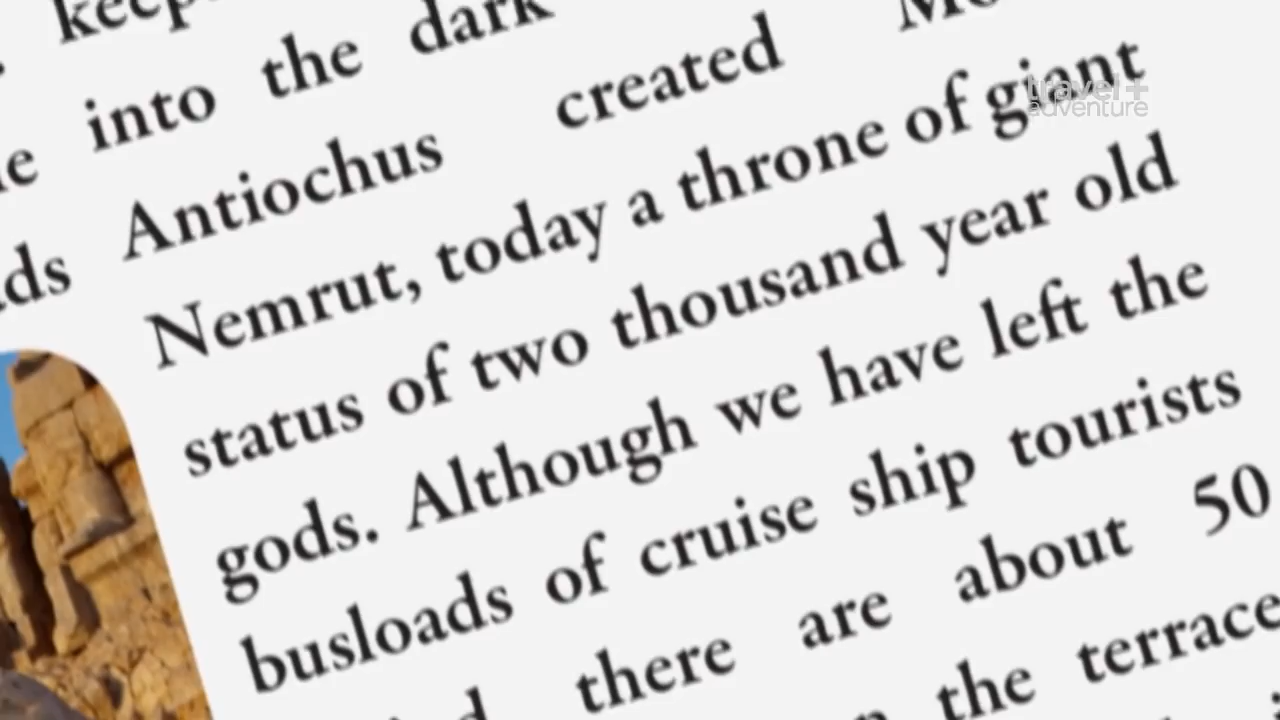 into the dark
Antiochus created
Nemrut, today a throne of giant
status of two thousand year old
gods. Although we have left the
busloads of cruise ship tourists
there are about 50
the terrace
travel+
adventure